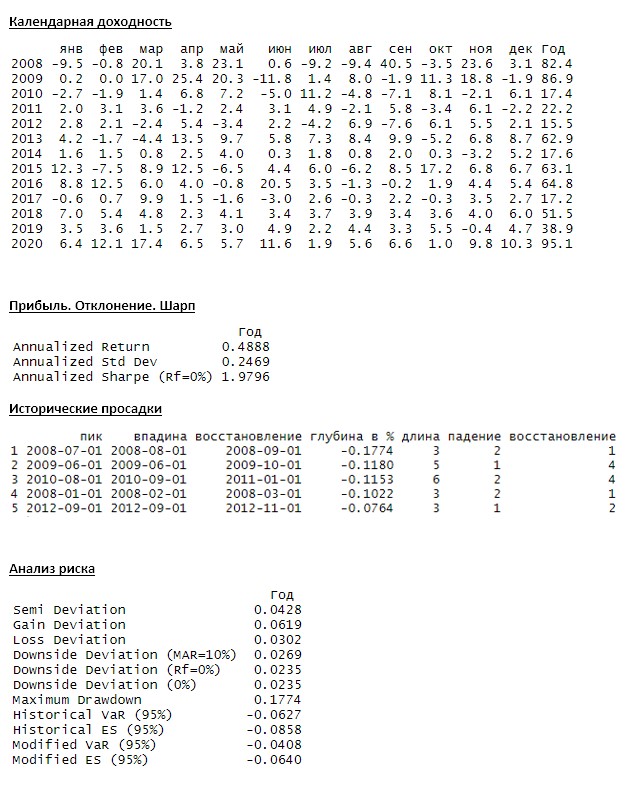 Календарная доходность
янв фев мар апр май июн июл авг сен окт ноя дек Год
2008 -9.5 -0.8 20.1 3.8 23.1 0.6 -9.2 -9.4 40.5 -3.5 23.6 3.1 82.4
2009 0.2 0.0 17.0 25.4 20.3 -11.8 1.4 8.0 -1.9 11.3 18.8 -1.9 86.9
2010 -2.7 -1.9 1.4 6.8 7.2 -5.0 11.2 -4.8 -7.1 8.1 -2.1 6.1 17.4
2011 2.0 3.1 3.6 -1.2 2.4 3.1 4.9 -2.1 5.8 -3.4 6.1 -2.2 22.2
2012 2.8 2.1 -2.4 5.4 -3.4 2.2 -4.2 6.9 -7.6 6.1 5.5 2.1 15.5
2013 4.2 -1.7 -4.4 13.5 9.7 5.8 7.3 8.4 9.9 -5.2 6.8 8.7 62.9
2014 1.6 1.5 0.8 2.5 4.0 0.3 1.8 0.8 2.0 0.3 -3.2 5.2 17.6
2015 12.3 -7.5 8.9 12.5 -6.5 4.4 6.0 -6.2 8.5 17.2 6.8 6.7 63.1
2016 8.8 12.5 6.0 4.0 -0.8 20.5 3.5 -1.3 -0.2 1.9 4.4 5.4 64.8
2017 -0.6 0.7 9.9 1.5 -1.6 -3.0 2.6 -0.3 2.2 -0.3 3.5 2.7 17.2
2018 7.0 5.4 4.8 2.3 4.1 3.4 3.7 3.9 3.4 3.6 4.0 6.0 51.5
2019 3.5 3.6 1.5 2.7 3.0 4.9 2.2 4.4 3.3 5.5 -0.4 4.7 38.9
2020 6.4 12.1 17.4 6.5 5.7 11.6 1.9 5.6 6.6 1.0 9.8 10.3 95.1
Прибыль. Отклонение. Шарп
Год
Annualized Return 0.4888
Annualized Std Dev 0.2469
Annualized Sharpe (Rf=0%) 1.9796
Исторические просадки
пик впадина восстановление глубина в % длина падение восстановление
1 2008-07-01 2008-08-01 2008-09-01 -0.1774 3 2 1
2 2009-06-01 2009-06-01 2009-10-01 -0.1180 5 1 4
3 2010-08-01 2010-09-01 2011-01-01 -0.1153 6 2 4
4 2008-01-01 2008-02-01 2008-03-01 -0.1022 3 2 1
5 2012-09-01 2012-09-01 2012-11-01 -0.0764 3 1 2
Анализ риска
Год
Semi Deviation 0.0428
Gain Deviation 0.0619
Loss Deviation 0.0302
Downside Deviation (MAR=10%) 0.0269
Downside Deviation (Rf=0%) 0.0235
Downside Deviation (0%) 0.0235
Maximum Drawdown 0.1774
Historical VaR (95%) -0.0627
Historical ES (95%) -0.0858
Modified VaR (95%) -0.0408
Modified ES (95%) -0.0640